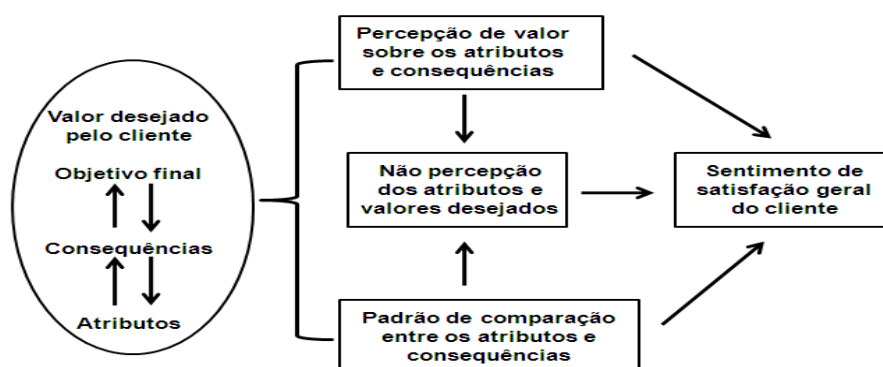 Valor desejado
pelo cliente
Objetivo final
Consequências
Atributos
Percepção de valor
sobre os atributos
e consequências
Não percepção
dos atributos e
valores desejados
Padrão de comparação
entre os atributos e
consequências
Sentimento de
satisfação geral
do cliente